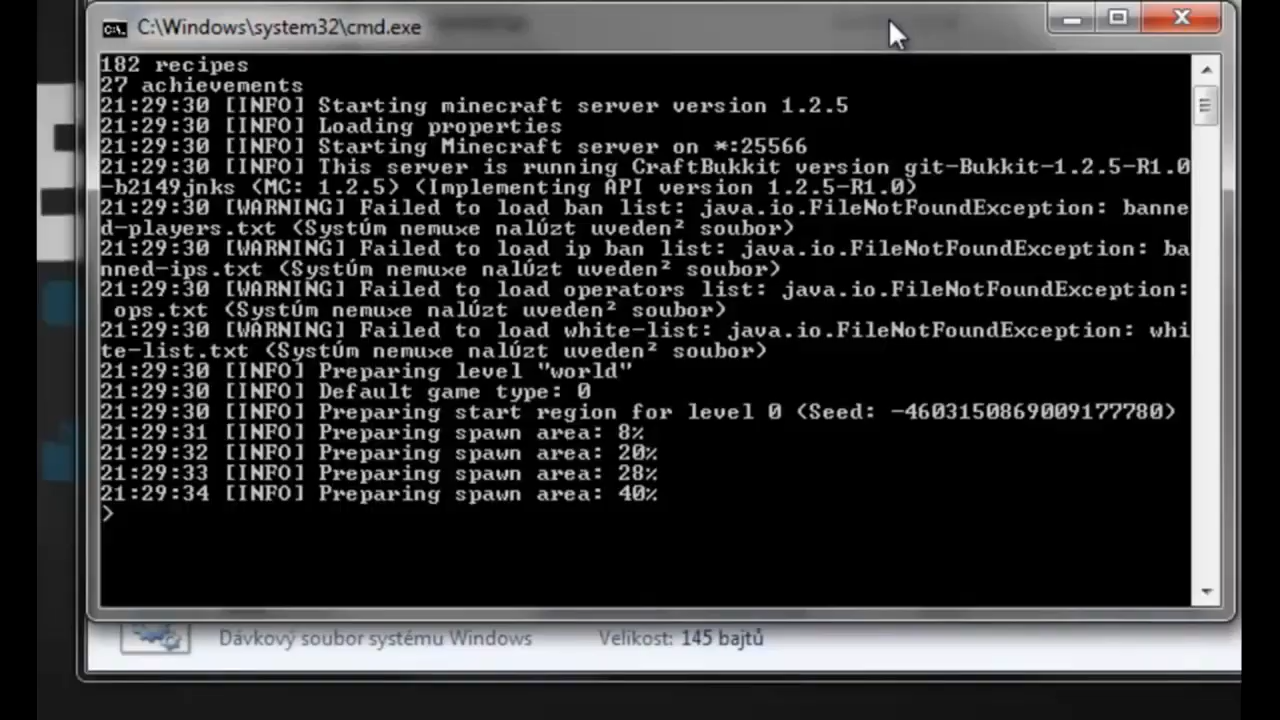 C:\Windows\system32\cmd.exe
182 recipes
27 achievements
21:29:30 [INFO] Starting minecraft server version 1.2.5
21:29:30 [INFO] Loading properties
21:29:30 [INFO] Starting Minecraft server on *:25566
21:29:30 [INFO] This server is running CraftBukkit version git-Bukkit-1.2.5-R1.0
-b2149jnks (MC: 1.2.5) (Implementing API version 1.2.5-R1.0)
21:29:30 [WARNING] Failed to load ban list: java.io.FileNotFoundException: banne
d-players.txt (Systúm nemuxe nalúzt uveden² soubor)
21:29:30 [WARNING] Failed to load ip ban list: java.io.FileNotFoundException: ba
nned-ips.txt (Systúm nemuxe nalúzt uveden² soubor)
21:29:30 [WARNING] Failed to load operators list: java.io.FileNotFoundException:
ops.txt (Systúm nemuxe nalúzt uveden² soubor)
21:29:30 [WARNING] Failed to load white-list: java.io.FileNotFoundException: whi
te-list.txt (Systúm nemuxe nalúzt uveden² soubor)
21:29:30 [INFO] Preparing level "world"
21:29:30 [INFO] Default game type: 0
21:29:30 [INFO] Preparing start region for level 0 (Seed: -4603150869009177780)
21:29:31 [INFO] Preparing spawn area: 8%
21:29:32 [INFO] Preparing spawn area: 20%
21:29:33 [INFO] Preparing spawn area: 28%
21:29:34 [INFO] Preparing spawn area: 40%
>
Dávkový soubor systému Windows Velikost: 145 bajtů